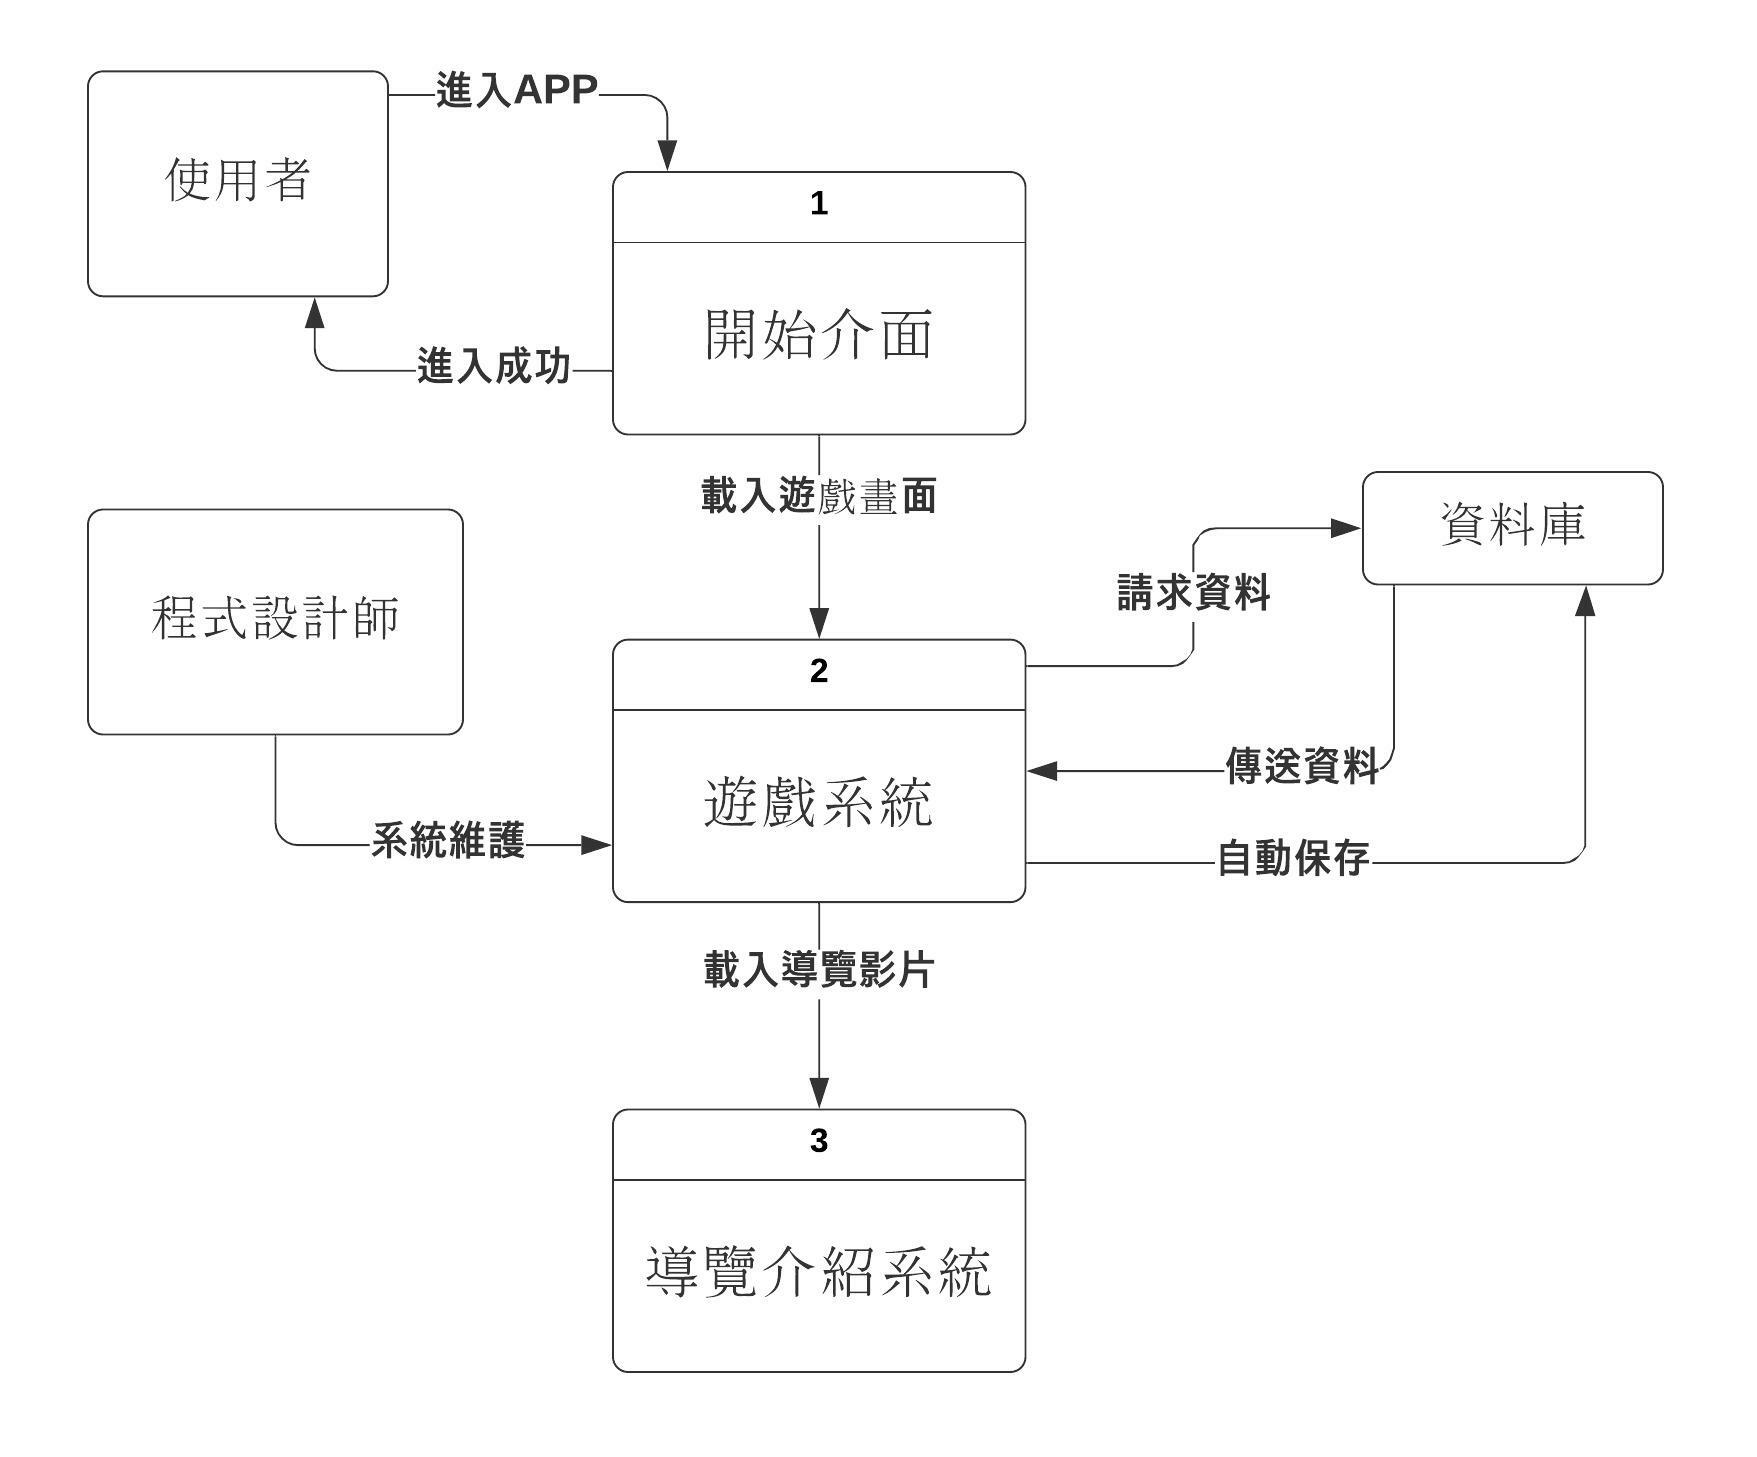 進入APP
使用者
1
開始介面
進入成功
載入遊戲畫面
資料庫
請求資料
程式設計師
2
遊戲系統
傳送資料
系統維護
自動保存
載入導覽影片
3
導覽介紹系統